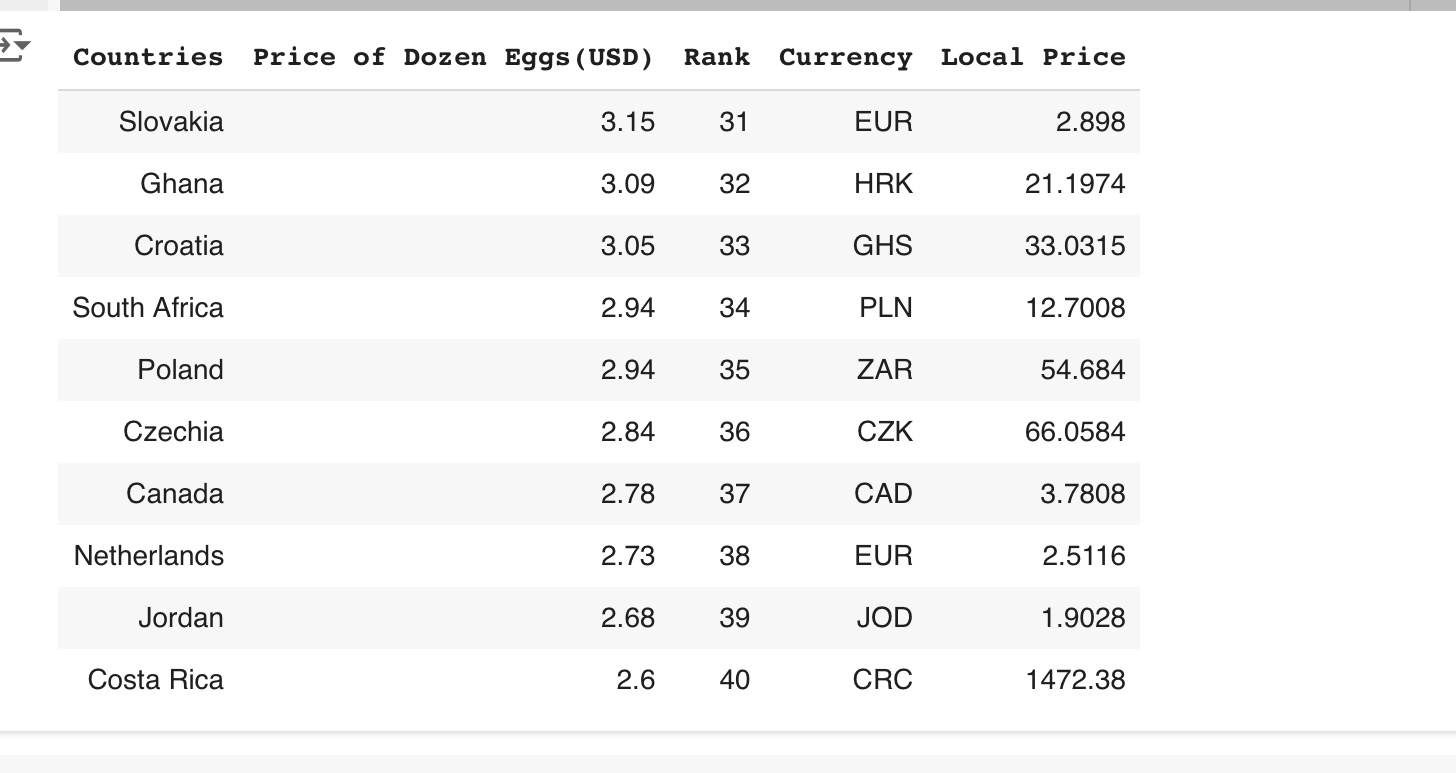 Countries Price of Dozen Eggs(USD) Rank Currency Local Price
Slovakia 3.15 31 EUR 2.898
Ghana 3.09 32 HRK 21.1974
Croatia 3.05 33 GHS 33.0315
South Africa 2.94 34 PLN 12.7008
Poland 2.94 35 ZAR 54.684
Czechia 2.84 36 CZK 66.0584
Canada 2.78 37 CAD 3.7808
Netherlands 2.73 38 EUR 2.5116
Jordan 2.68 39 JOD 1.9028
Costa Rica 2.6 40 CRC 1472.38